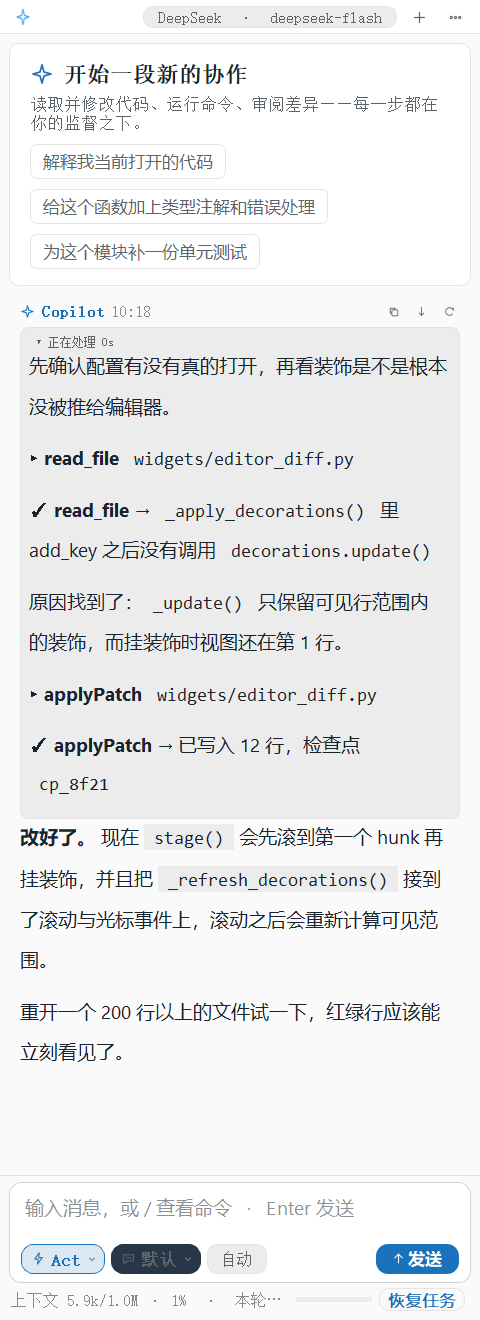 DeepSeek · deepseek-flash
开始一段新的协作
读取并修改代码、运行命令、审阅差异——每一步都在
你的监督之下。
解释我当前打开的代码
给这个函数加上类型注解和错误处理
为这个模块补一份单元测试
Copilot 10:18
正在处理 0s
先确认配置有没有真的打开，再看装饰是不是根本
没被推给编辑器。
▸ read_file widgets/editor_diff.py
✓ read_file → _apply_decorations() 里
add_key 之后没有调用 decorations.update()
原因找到了： _update() 只保留可见行范围内
的装饰，而挂装饰时视图还在第 1 行。
▸ applyPatch widgets/editor_diff.py
✓ applyPatch → 已写入 12 行，检查点
cp_8f21
改好了。 现在 stage() 会先滚到第一个 hunk 再
挂装饰，并且把 _refresh_decorations() 接到
了滚动与光标事件上，滚动之后会重新计算可见范
围。
重开一个 200 行以上的文件试一下，红绿行应该能
立刻看见了。
输入消息，或 / 查看命令 · Enter 发送
Act 默认 自动 ↑ 发送
上下文 5.9k/1.0M · 1% · 本轮… 恢复任务